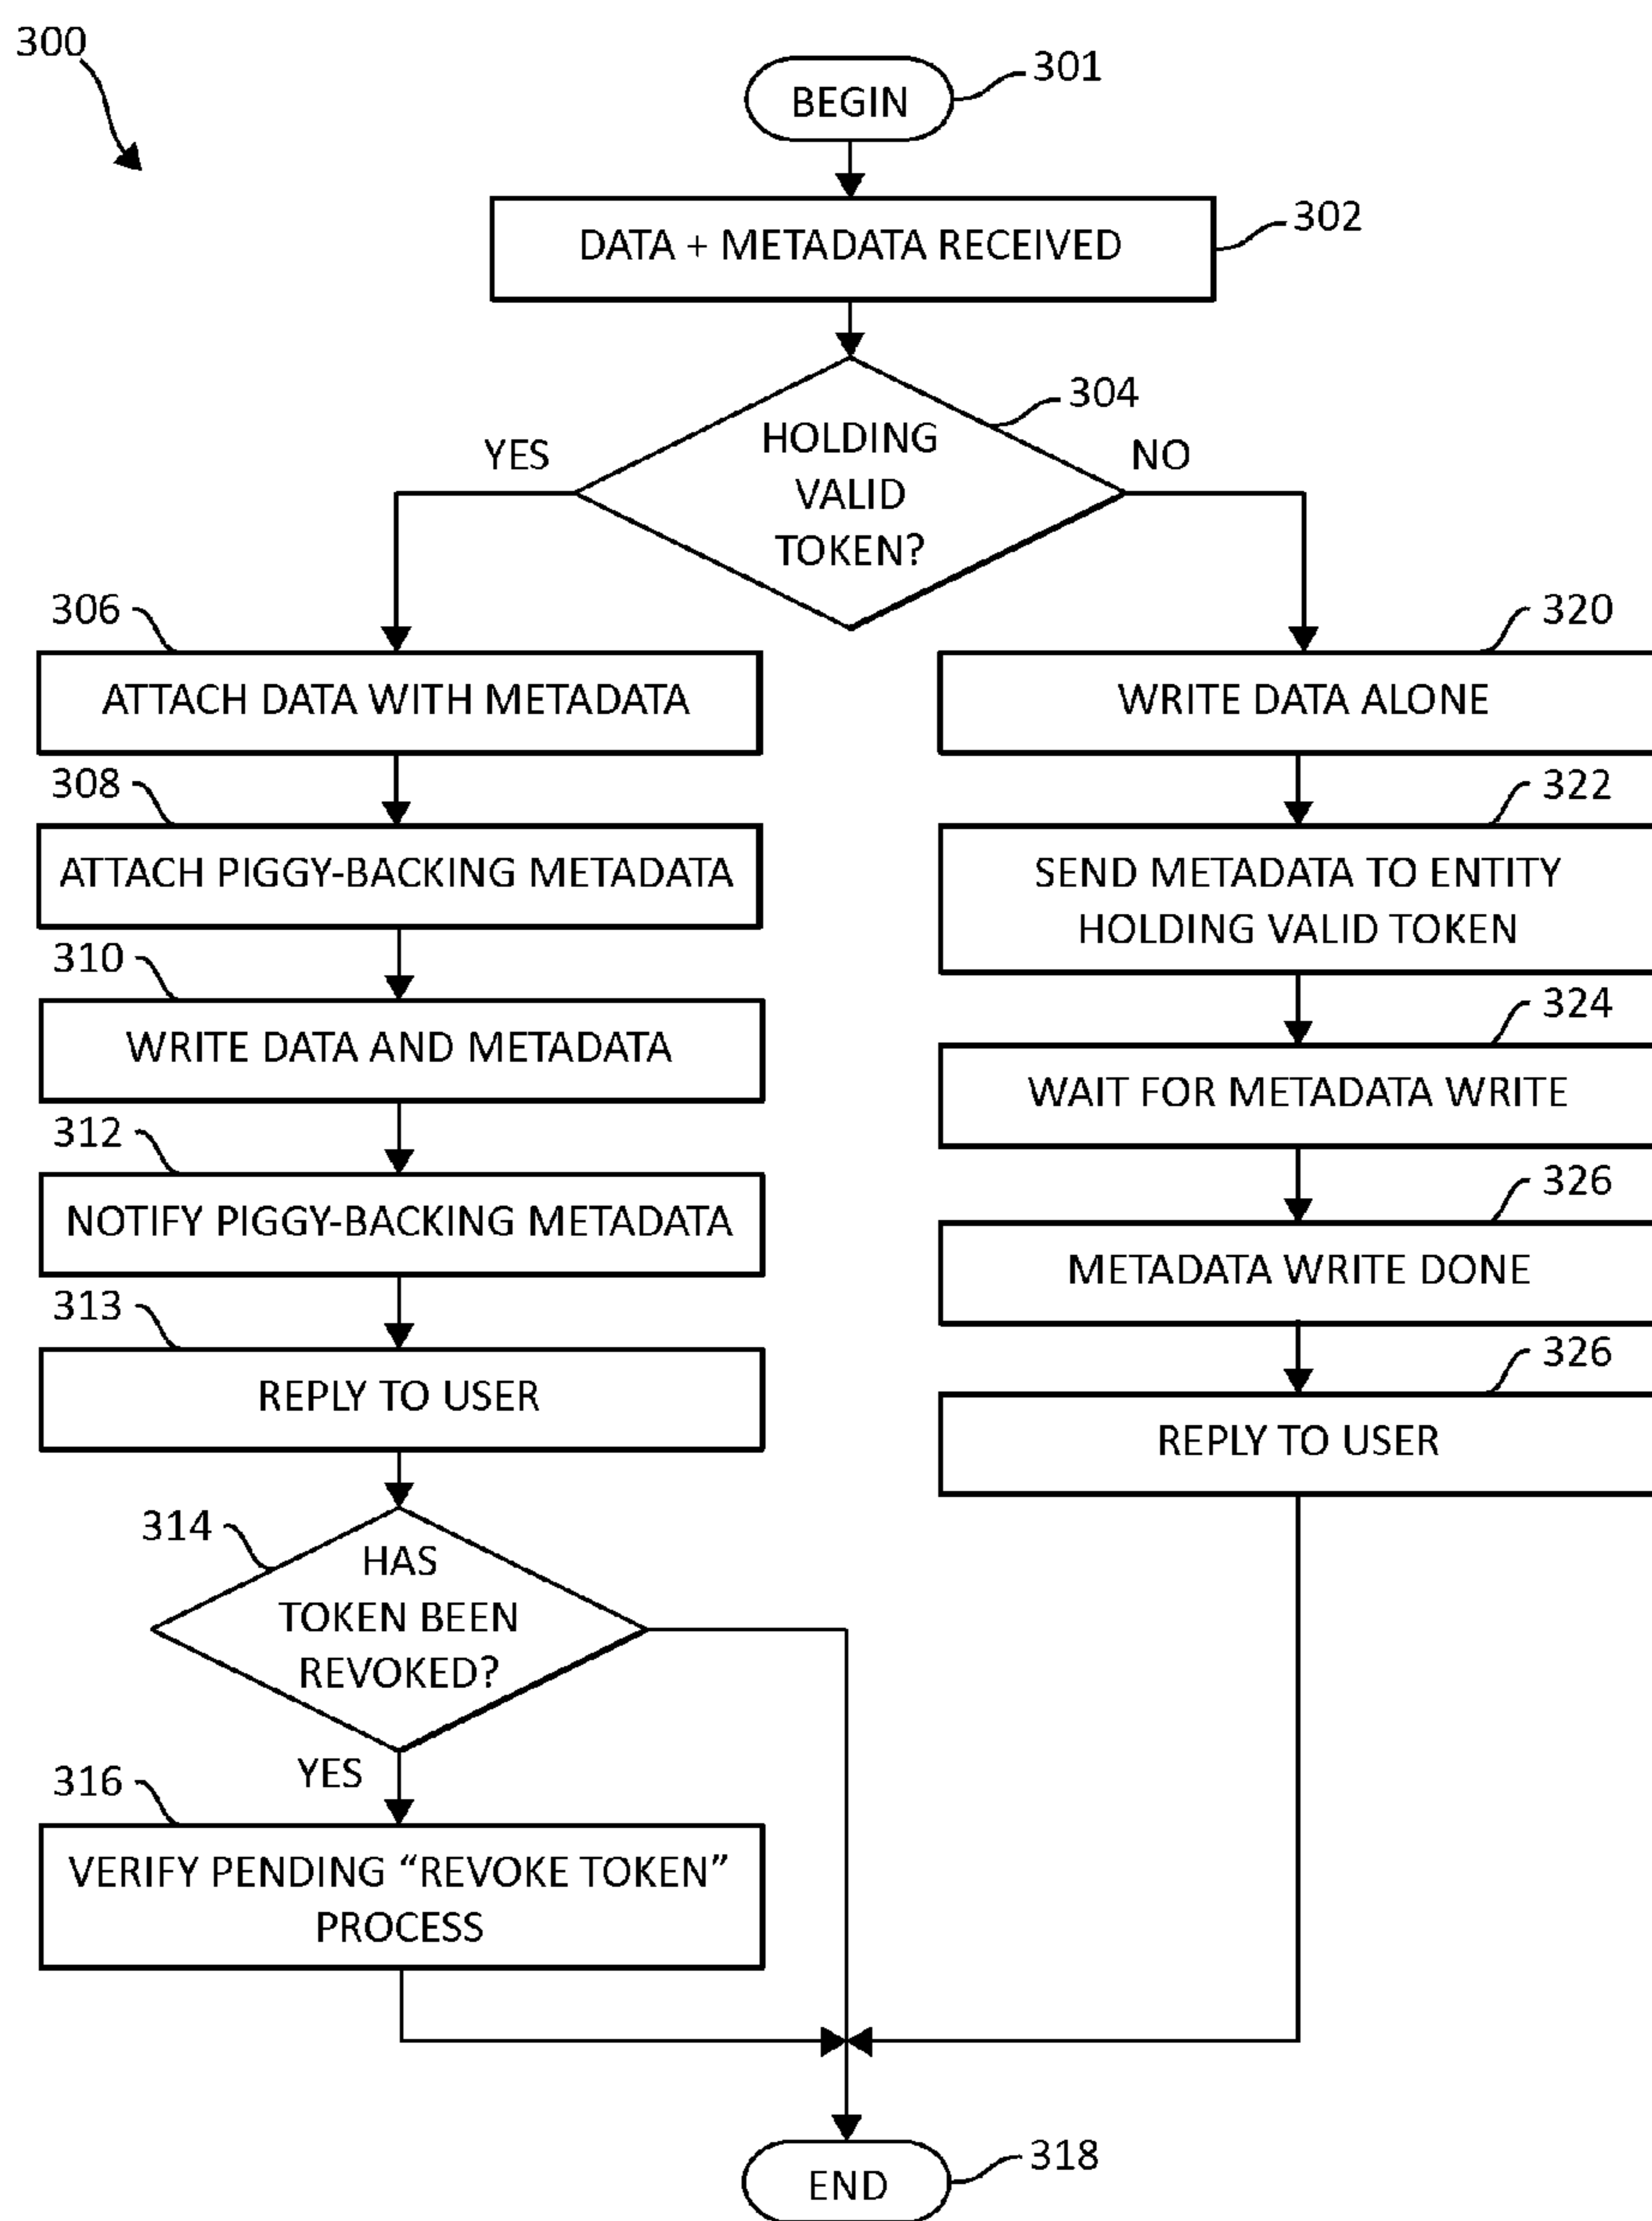 300
301
BEGIN
302
DATA + METADATA RECEIVED
304
HOLDING
VALID
TOKEN?
YES
NO
306
ATTACH DATA WITH METADATA
308
ATTACH PIGGY-BACKING METADATA
310
WRITE DATA AND METADATA
312
NOTIFY PIGGY-BACKING METADATA
313
REPLY TO USER
314
HAS
TOKEN BEEN
REVOKED?
YES
316
VERIFY PENDING “REVOKE TOKEN”
PROCESS
320
WRITE DATA ALONE
322
SEND METADATA TO ENTITY
HOLDING VALID TOKEN
324
WAIT FOR METADATA WRITE
326
METADATA WRITE DONE
326
REPLY TO USER
END
318